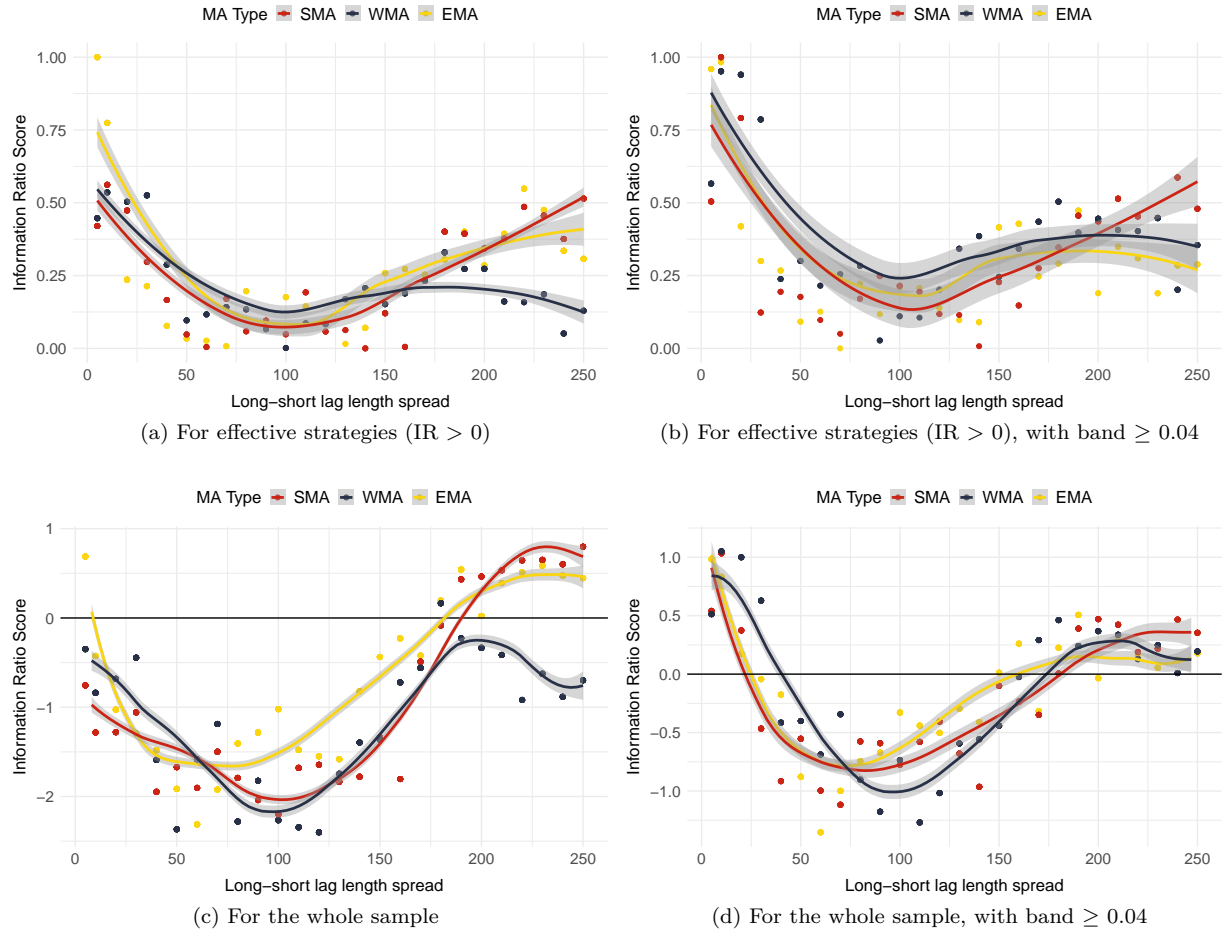 MA Type SMA WMA EMA
Information Ratio Score
1.00
0.75
0.50
0.25
0.00
0 50 100 150 200 250
Long−short lag length spread
(a) For effective strategies (IR > 0)
MA Type SMA WMA EMA
Information Ratio Score
1.00
0.75
0.50
0.25
0.00
0 50 100 150 200 250
Long−short lag length spread
(b) For effective strategies (IR > 0), with band ≥ 0.04
MA Type SMA WMA EMA
Information Ratio Score
1
0
−1
−2
0 50 100 150 200 250
Long−short lag length spread
(c) For the whole sample
MA Type SMA WMA EMA
Information Ratio Score
1.0
0.5
0.0
−0.5
−1.0
0 50 100 150 200 250
Long−short lag length spread
(d) For the whole sample, with band ≥ 0.04